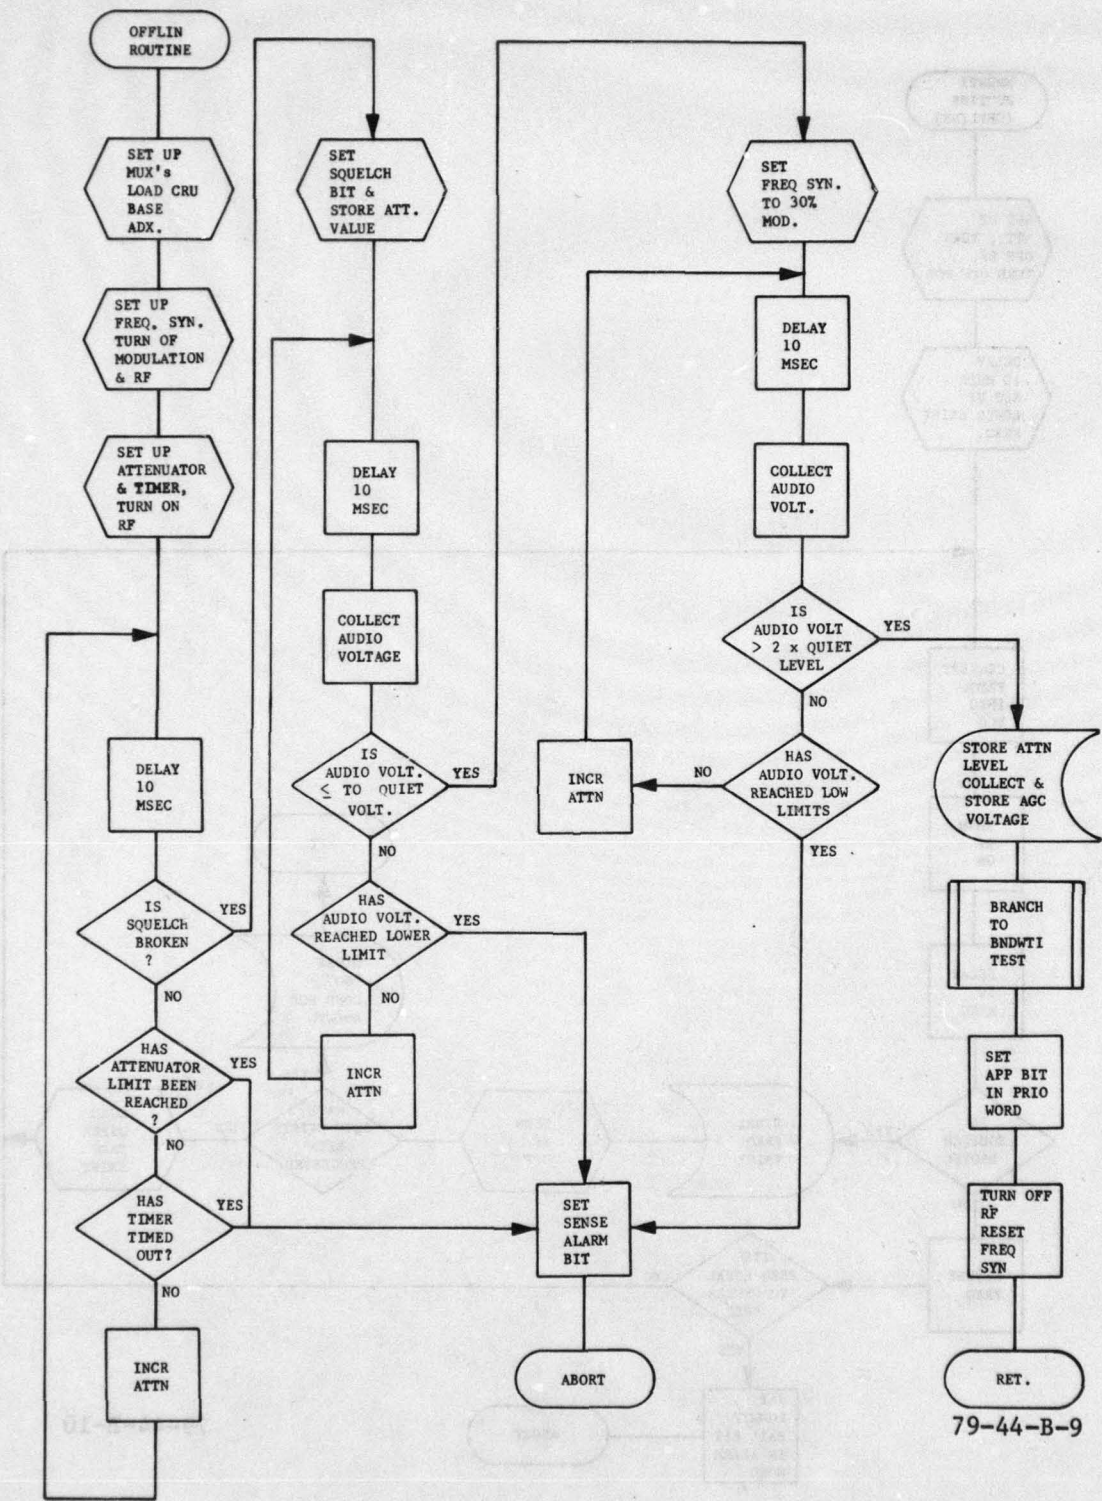 OFFLIN
ROUTINE
SET UP
MUX's
LOAD CRU
BASE
ADX.
SET UP
FREQ. SYN.
TURN OF
MODULATION
& RF
SET UP
ATTENUATOR
& TIMER,
TURN ON
RF
DELAY
10
MSEC
IS
SQUELCH
BROKEN
?
YES
NO
HAS
ATTENUATOR
LIMIT BEEN
REACHED
?
YES
NO
HAS
TIMER
TIMED
OUT?
YES
NO
INCR
ATTN
SET
SQUELCH
BIT &
STORE ATT.
VALUE
DELAY
10
MSEC
COLLECT
AUDIO
VOLTAGE
IS
AUDIO VOLT.
≤ TO QUIET
VOLT.
YES
NO
HAS
AUDIO VOLT.
REACHED LOWER
LIMIT
YES
NO
INCR
ATTN
SET
FREQ SYN.
TO 30%
MOD.
DELAY
10
MSEC
COLLECT
AUDIO
VOLT.
IS
AUDIO VOLT
> 2 x QUIET
LEVEL
YES
NO
HAS
AUDIO VOLT.
REACHED LOW
LIMITS
NO
YES
INCR
ATTN
SET
SENSE
ALARM
BIT
ABORT
STORE ATTN
LEVEL
COLLECT &
STORE AGC
VOLTAGE
BRANCH
TO
BNDWTI
TEST
SET
APP BIT
IN PRIO
WORD
TURN OFF
RF
RESET
FREQ
SYN
RET.
79-44-B-9